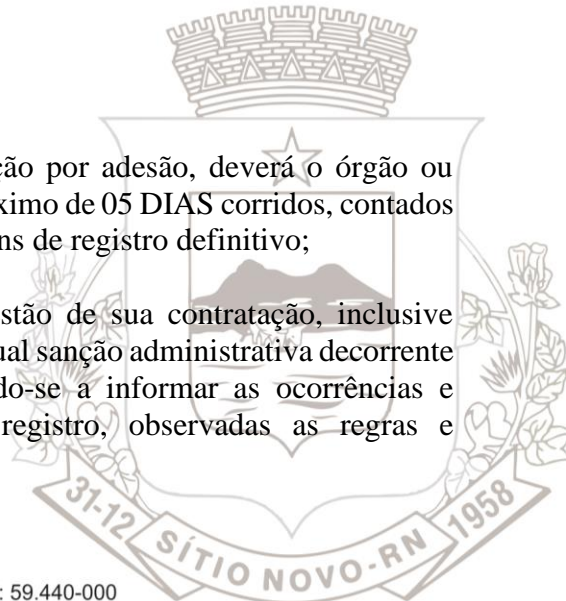 ção por adesão, deverá o órgão ou
ximo de 05 DIAS corridos, contados
ns de registro definitivo;
stão de sua contratação, inclusive
ual sanção administrativa decorrente
do-se a informar as ocorrências e
registro, observadas as regras e
31-12 SÍTIO NOVO-RN 1958
: 59.440-000